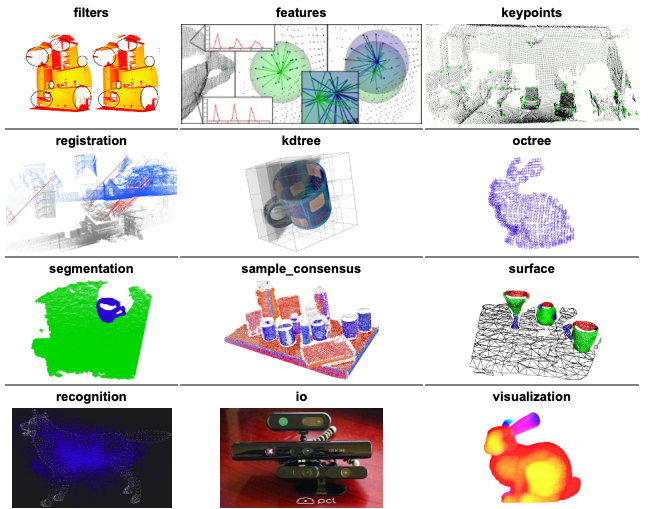 filters
features
keypoints
registration
kdtree
octree
segmentation
sample_consensus
surface
recognition
io
visualization
pcl